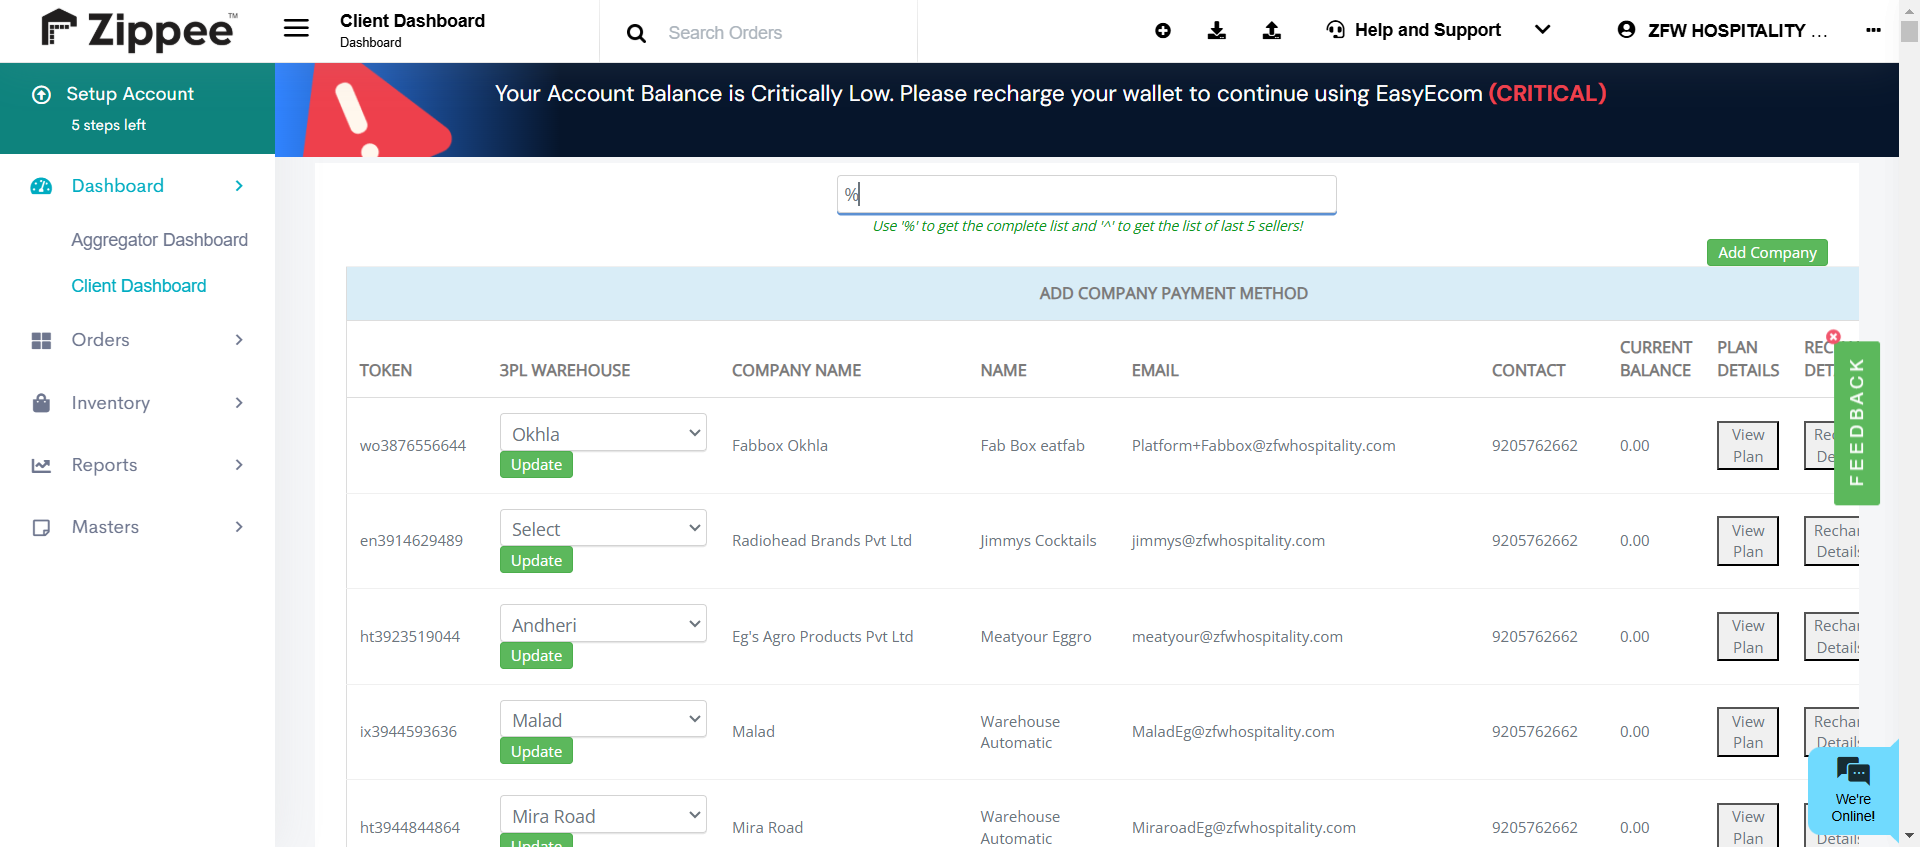 Zippee™
Client Dashboard
Dashboard
Search Orders
Help and Support
ZFW HOSPITALITY ...
Setup Account
5 steps left
Your Account Balance is Critically Low. Please recharge your wallet to continue using EasyEcom (CRITICAL)
Dashboard
Aggregator Dashboard
Client Dashboard
Orders
Inventory
Reports
Masters
%
Use '%' to get the complete list and '^' to get the list of last 5 sellers!
Add Company
ADD COMPANY PAYMENT METHOD
TOKEN 3PL WAREHOUSE COMPANY NAME NAME EMAIL CONTACT CURRENT BALANCE PLAN DETAILS REC DET
wo3876556644 Okhla Update Fabbox Okhla Fab Box eatfab Platform+Fabbox@zfwhospitality.com 9205762662 0.00 View Plan Rec De
en3914629489 Select Update Radiohead Brands Pvt Ltd Jimmys Cocktails jimmys@zfwhospitality.com 9205762662 0.00 View Plan Rechar Details
ht3923519044 Andheri Update Eg's Agro Products Pvt Ltd Meatyour Eggro meatyour@zfwhospitality.com 9205762662 0.00 View Plan Rechar Details
ix3944593636 Malad Update Malad Warehouse Automatic MaladEg@zfwhospitality.com 9205762662 0.00 View Plan Rechar Details
ht3944844864 Mira Road Update Mira Road Warehouse Automatic MiraroadEg@zfwhospitality.com 9205762662 0.00 View Plan
FEEDBACK
We're
Online!